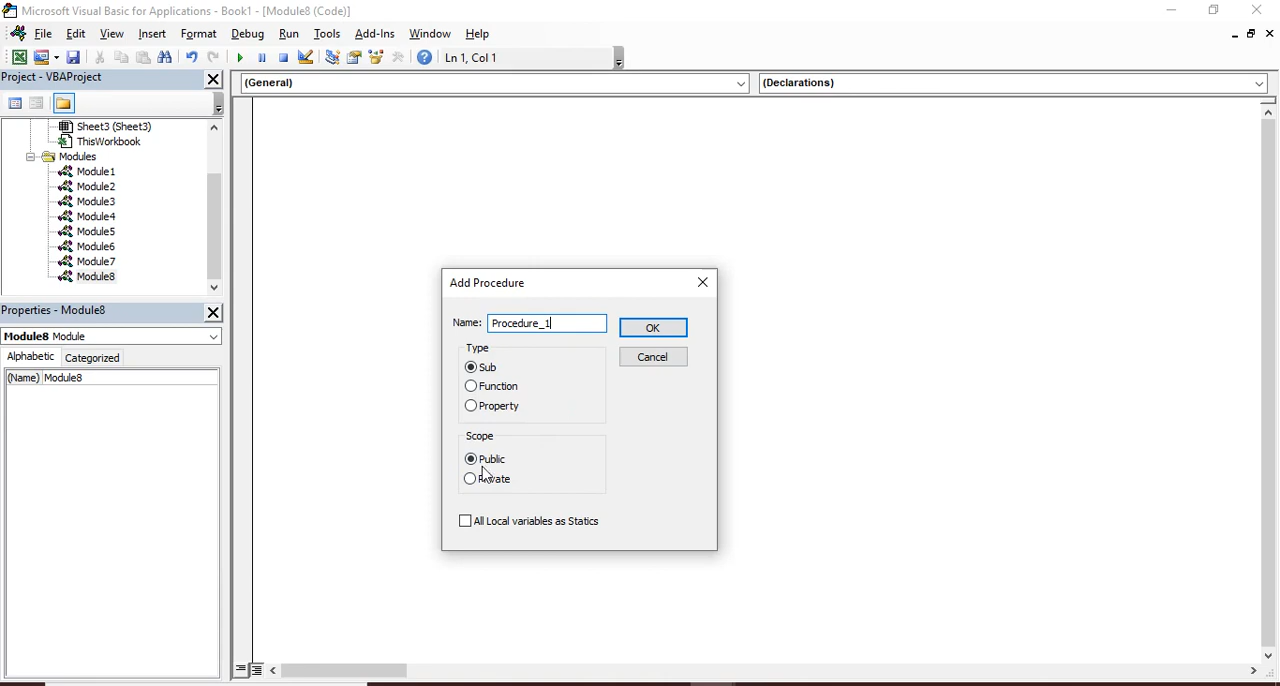 Microsoft Visual Basic for Applications - Book1 - [Module8 (Code)]
File Edit View Insert Format Debug Run Tools Add-Ins Window Help
Ln 1, Col 1
Project - VBAProject
(General) (Declarations)
Sheet3 (Sheet3)
ThisWorkbook
Modules
Module1
Module2
Module3
Module4
Module5
Module6
Module7
Module8
Properties - Module8
Module8 Module
Alphabetic Categorized
(Name) Module8
Add Procedure
Name: Procedure_1 OK
Type
Cancel
Sub
Function
Property
Scope
Public
Private
All Local variables as Statics